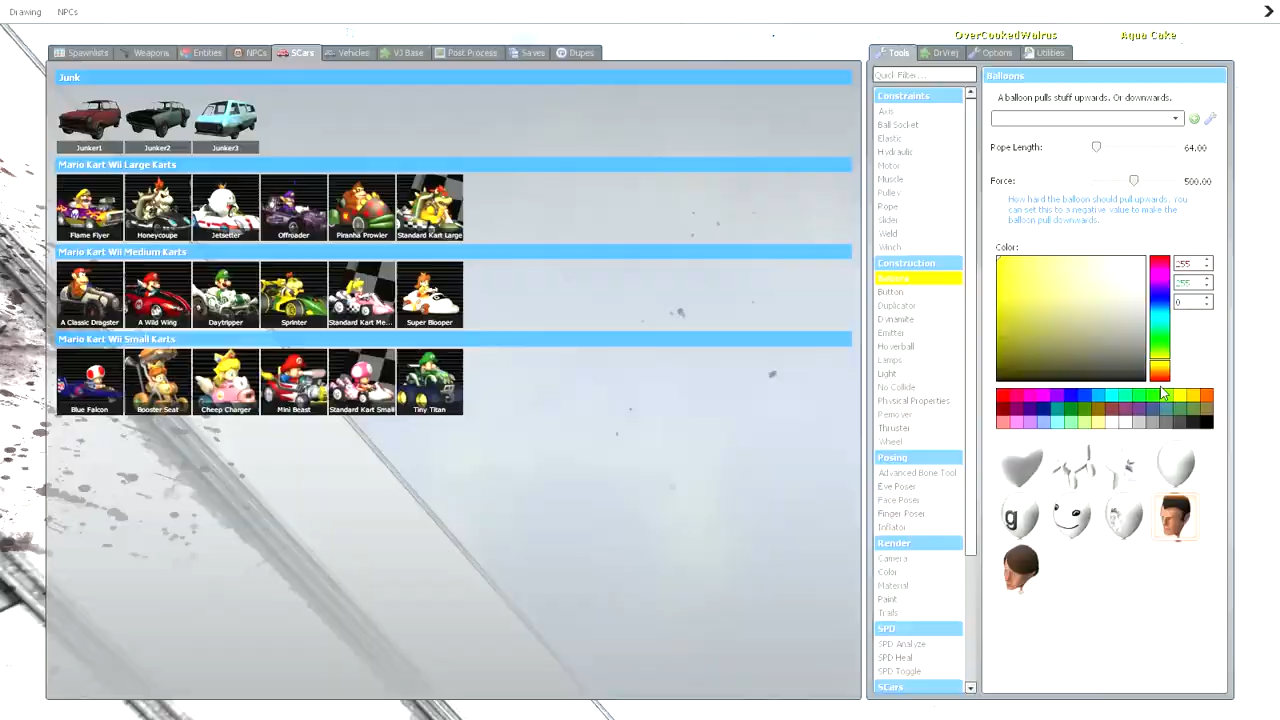 Drawing NPCs
OverCookedWalrus Aqua Cake
Spawnlists Weapons Entities NPCs SCars Vehicles VJ Base Post Process Saves Dupes
Tools DrVrej Options Utilities
Junk
Junker1 Junker2 Junker3
Mario Kart Wii Large Karts
Flame Flyer Honeycoupe Jetsetter Offroader Piranha Prowler Standard Kart Large
Mario Kart Wii Medium Karts
A Classic Dragster A Wild Wing Daytripper Sprinter Standard Kart Me... Super Blooper
Mario Kart Wii Small Karts
Blue Falcon Booster Seat Cheep Charger Mini Beast Standard Kart Small Tiny Titan
Quick Filter...
Constraints
Axis
Ball Socket
Elastic
Hydraulic
Motor
Muscle
Pulley
Rope
Slider
Weld
Winch
Construction
Button
Duplicator
Dynamite
Emitter
Hoverball
Lamps
Light
No Collide
Physical Properties
Remover
Thruster
Wheel
Posing
Advanced Bone Tool
Eye Poser
Face Poser
Finger Poser
Inflator
Render
Camera
Color
Material
Paint
Trails
SPD
SPD Analyze
SPD Heal
SPD Toggle
SCars
Balloons
A balloon pulls stuff upwards. Or downwards.
Rope Length: 64.00
Force: 500.00
How hard the balloon should pull upwards. You
can set this to a negative value to make the
balloon pull downwards.
Color:
255
255
0
g